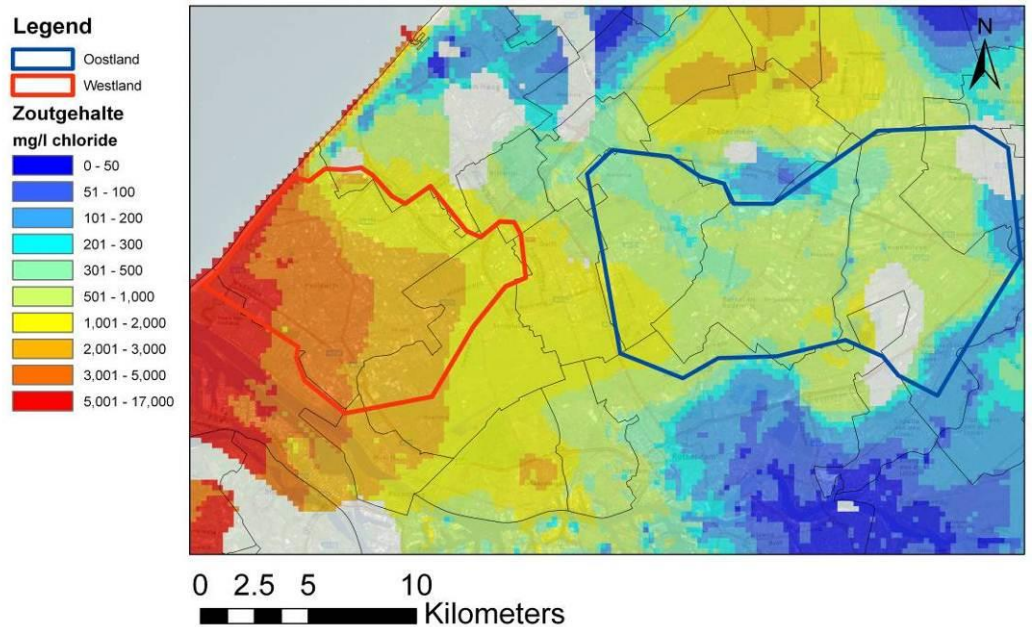 Legend
Oostland
Westland
Zoutgehalte
mg/l chloride
0 - 50
51 - 100
101 - 200
201 - 300
301 - 500
501 - 1,000
1,001 - 2,000
2,001 - 3,000
3,001 - 5,000
5,001 - 17,000
N
0 2.5 5 10
Kilometers